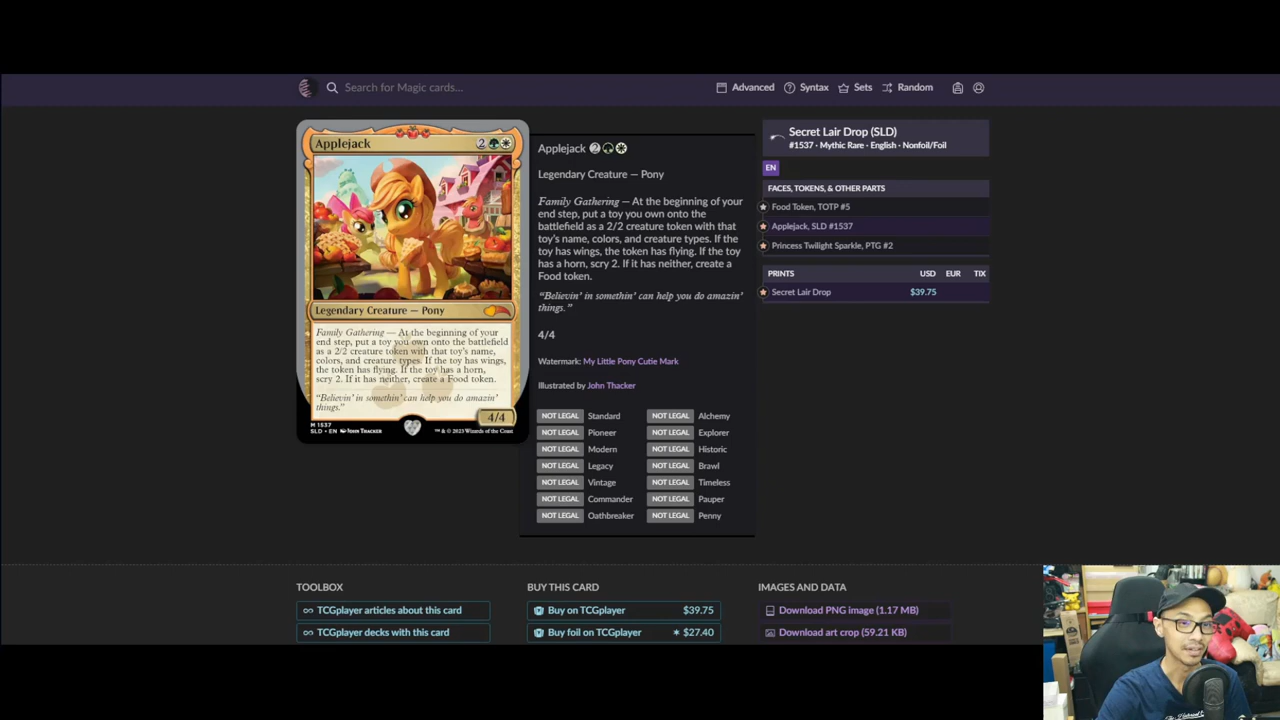 Search for Magic cards...
Advanced
Syntax
Sets
Random
Applejack 2
Legendary Creature — Pony
Family Gathering — At the beginning of your
end step, put a toy you own onto the battlefield
as a 2/2 creature token with that toy's name,
colors, and creature types. If the toy has wings,
the token has flying. If the toy has a horn,
scry 2. If it has neither, create a Food token.
"Believin' in somethin' can help you do amazin'
things."
4/4
M 1537
SLD • EN JOHN THACKER
™ & © 2023 Wizards of the Coast
Applejack 2
Legendary Creature — Pony
Family Gathering — At the beginning of your
end step, put a toy you own onto the
battlefield as a 2/2 creature token with that
toy's name, colors, and creature types. If the
toy has wings, the token has flying. If the toy
has a horn, scry 2. If it has neither, create a
Food token.
"Believin' in somethin' can help you do amazin'
things."
4/4
Watermark: My Little Pony Cutie Mark
Illustrated by John Thacker
NOT LEGAL Standard NOT LEGAL Alchemy
NOT LEGAL Pioneer NOT LEGAL Explorer
NOT LEGAL Modern NOT LEGAL Historic
NOT LEGAL Legacy NOT LEGAL Brawl
NOT LEGAL Vintage NOT LEGAL Timeless
NOT LEGAL Commander NOT LEGAL Pauper
NOT LEGAL Oathbreaker NOT LEGAL Penny
Secret Lair Drop (SLD)
#1537 · Mythic Rare · English · Nonfoil/Foil
EN
FACES, TOKENS, & OTHER PARTS
Food Token, TOTP #5
Applejack, SLD #1537
Princess Twilight Sparkle, PTG #2
PRINTS USD EUR TIX
Secret Lair Drop $39.75
TOOLBOX
TCGplayer articles about this card
TCGplayer decks with this card
BUY THIS CARD
Buy on TCGplayer $39.75
Buy foil on TCGplayer ✶ $27.40
IMAGES AND DATA
Download PNG image (1.17 MB)
Download art crop (59.21 KB)